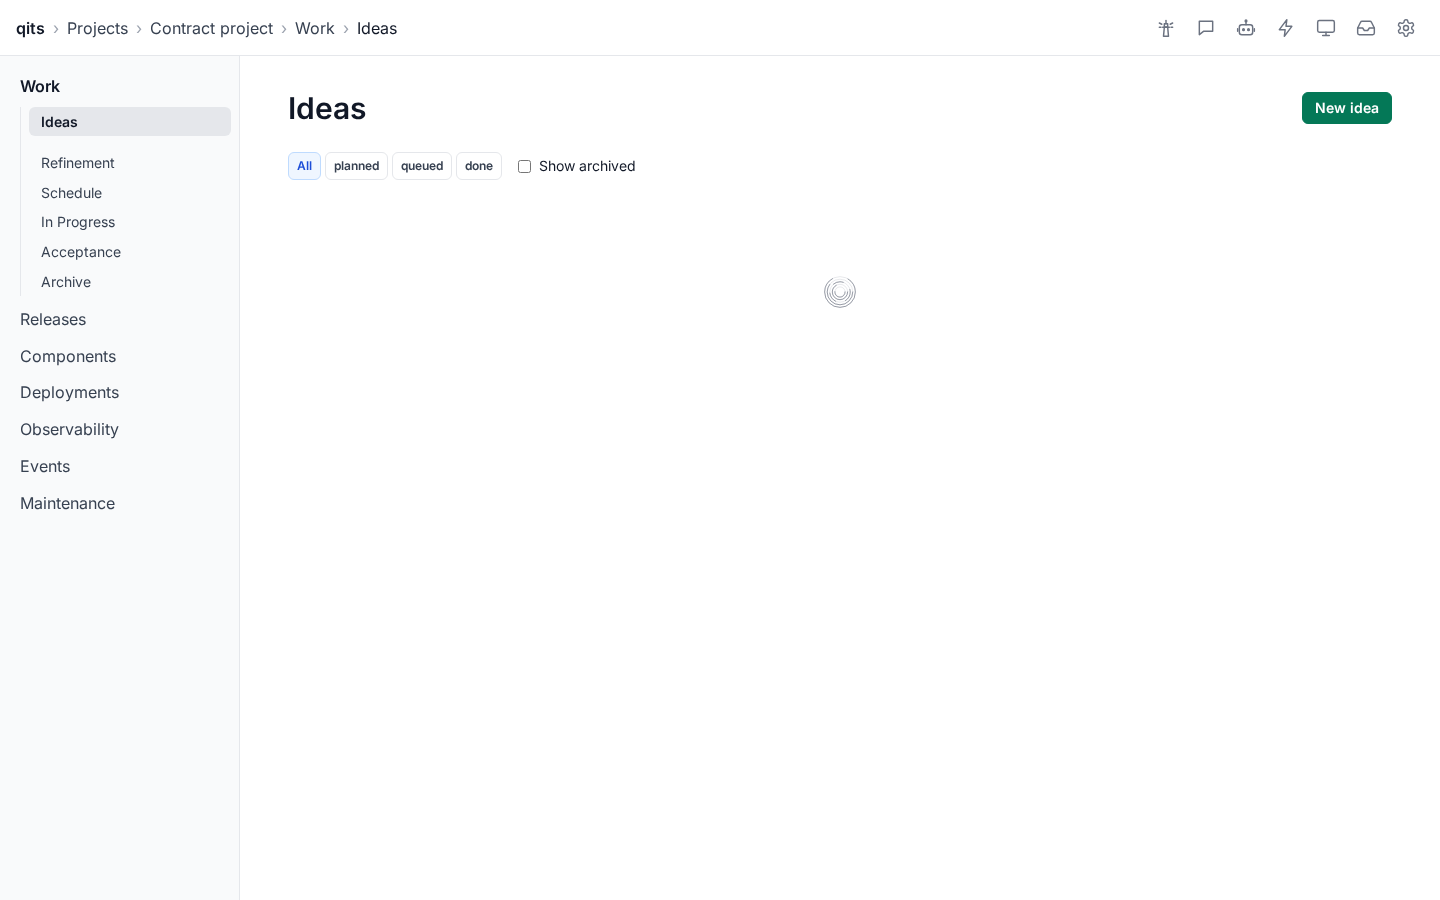 qits › Projects › Contract project › Work › Ideas
Work
Ideas
Refinement
Schedule
In Progress
Acceptance
Archive
Releases
Components
Deployments
Observability
Events
Maintenance
Ideas
New idea
All planned queued done Show archived